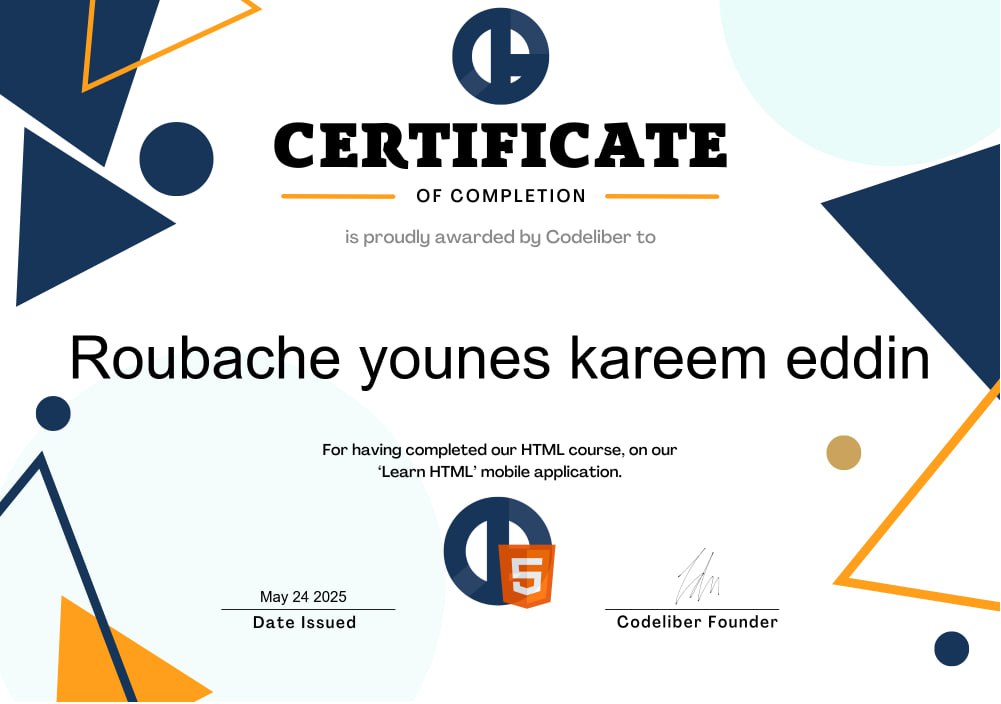 CERTIFICATE
OF COMPLETION
is proudly awarded by Codeliber to
Roubache younes kareem eddin
For having completed our HTML course, on our
‘Learn HTML’ mobile application.
5
May 24 2025
Date Issued
Codeliber Founder